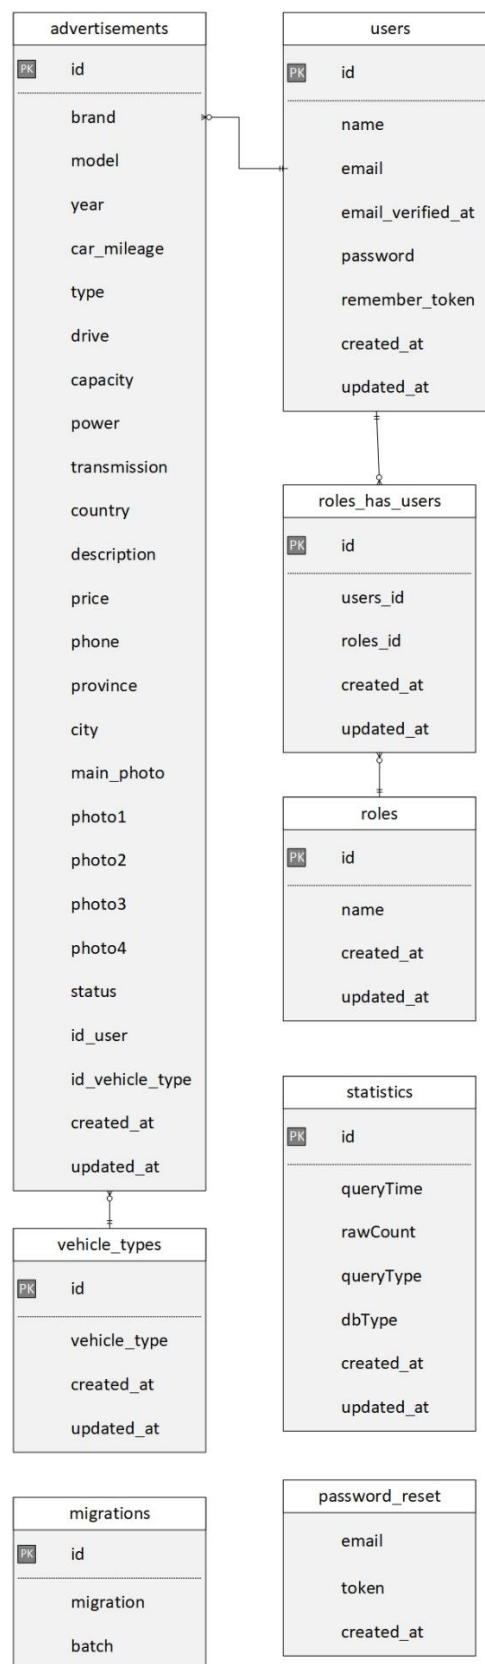 advertisements
PK id
brand
model
year
car_mileage
type
drive
capacity
power
transmission
country
description
price
phone
province
city
main_photo
photo1
photo2
photo3
photo4
status
id_user
id_vehicle_type
created_at
updated_at
vehicle_types
PK id
vehicle_type
created_at
updated_at
migrations
PK id
migration
batch
users
PK id
name
email
email_verified_at
password
remember_token
created_at
updated_at
roles_has_users
PK id
users_id
roles_id
created_at
updated_at
roles
PK id
name
created_at
updated_at
statistics
PK id
queryTime
rawCount
queryType
dbType
created_at
updated_at
password_reset
email
token
created_at